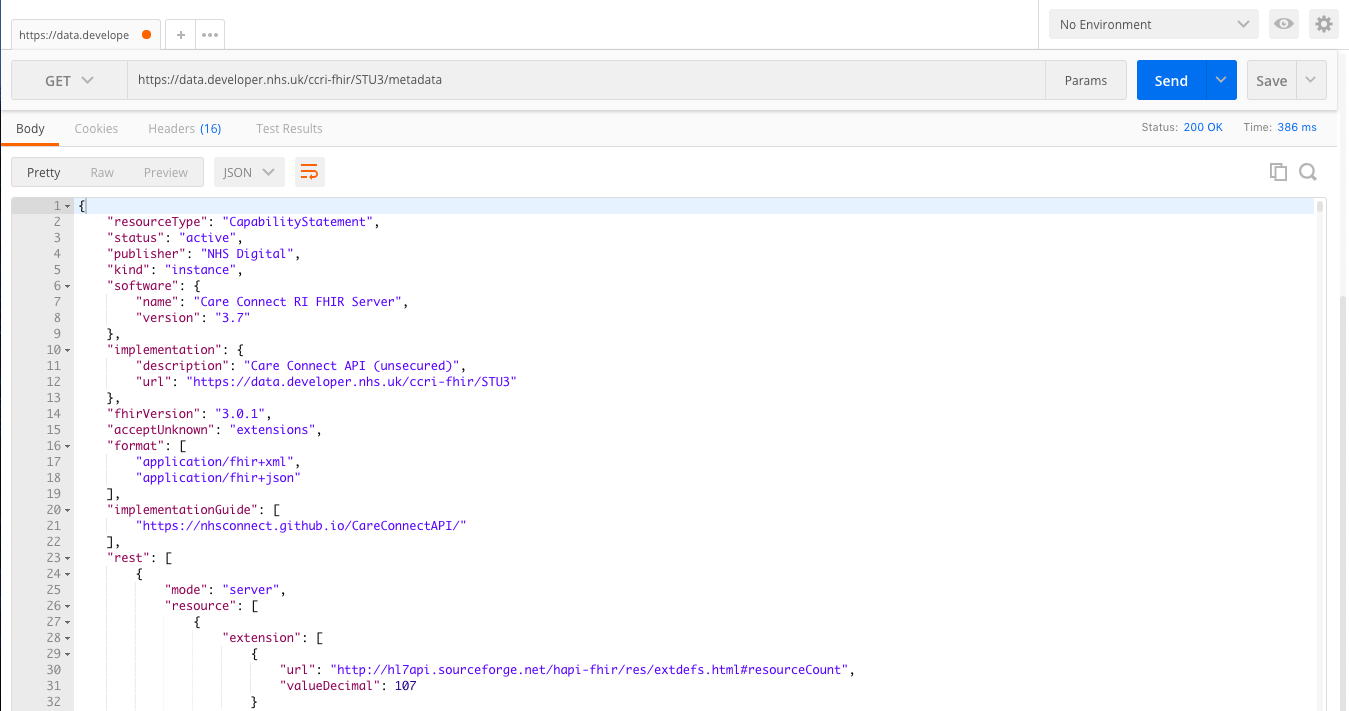 https://data.develope
No Environment
GET
https://data.developer.nhs.uk/ccri-fhir/STU3/metadata
Params
Send
Save
Body Cookies Headers (16) Test Results
Status: 200 OK Time: 386 ms
Pretty Raw Preview JSON
1 {
2 "resourceType": "CapabilityStatement",
3 "status": "active",
4 "publisher": "NHS Digital",
5 "kind": "instance",
6 "software": {
7 "name": "Care Connect RI FHIR Server",
8 "version": "3.7"
9 },
10 "implementation": {
11 "description": "Care Connect API (unsecured)",
12 "url": "https://data.developer.nhs.uk/ccri-fhir/STU3"
13 },
14 "fhirVersion": "3.0.1",
15 "acceptUnknown": "extensions",
16 "format": [
17 "application/fhir+xml",
18 "application/fhir+json"
19 ],
20 "implementationGuide": [
21 "https://nhsconnect.github.io/CareConnectAPI/"
22 ],
23 "rest": [
24 {
25 "mode": "server",
26 "resource": [
27 {
28 "extension": [
29 {
30 "url": "http://hl7api.sourceforge.net/hapi-fhir/res/extdefs.html#resourceCount",
31 "valueDecimal": 107
32 }